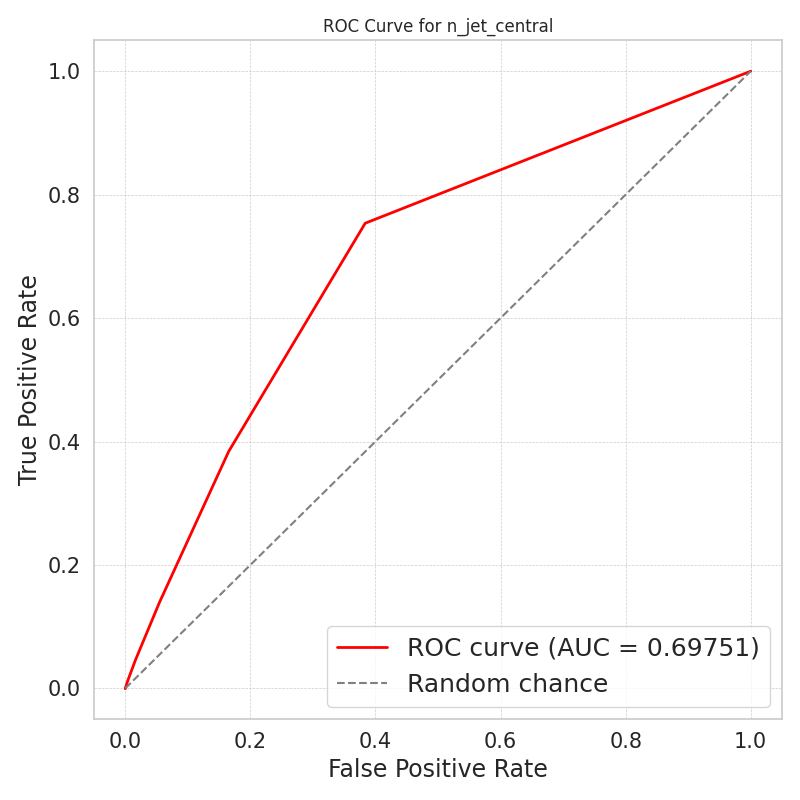 ROC Curve for n_jet_central
True Positive Rate
1.0
0.8
0.6
0.4
0.2
0.0
ROC curve (AUC = 0.69751)
Random chance
0.0 0.2 0.4 0.6 0.8 1.0
False Positive Rate